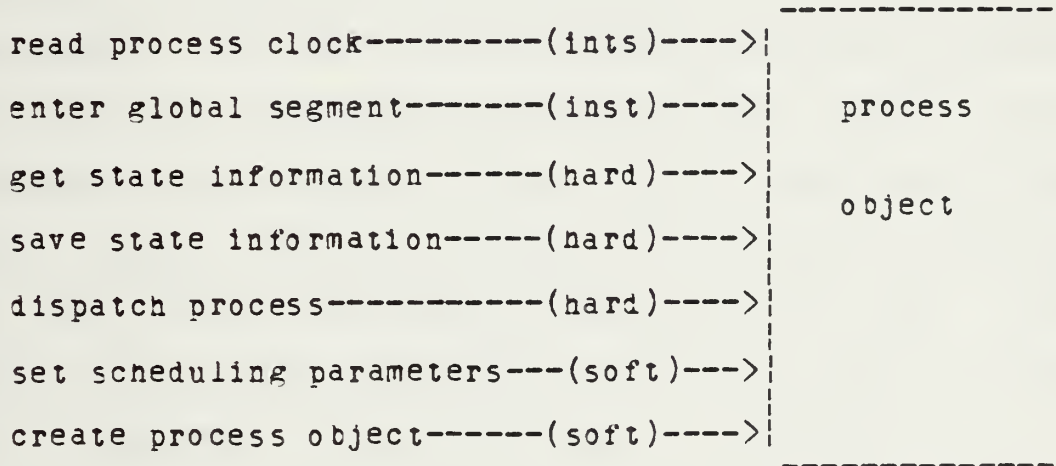 read process clock----------(ints)---->
enter global segment-------(inst)---->
process
get state information------(hard)---->
object
save state information-----(hard)---->
dispatch process-----------(hard)---->
set scheduling parameters---(soft)--->
create process object------(soft)---->